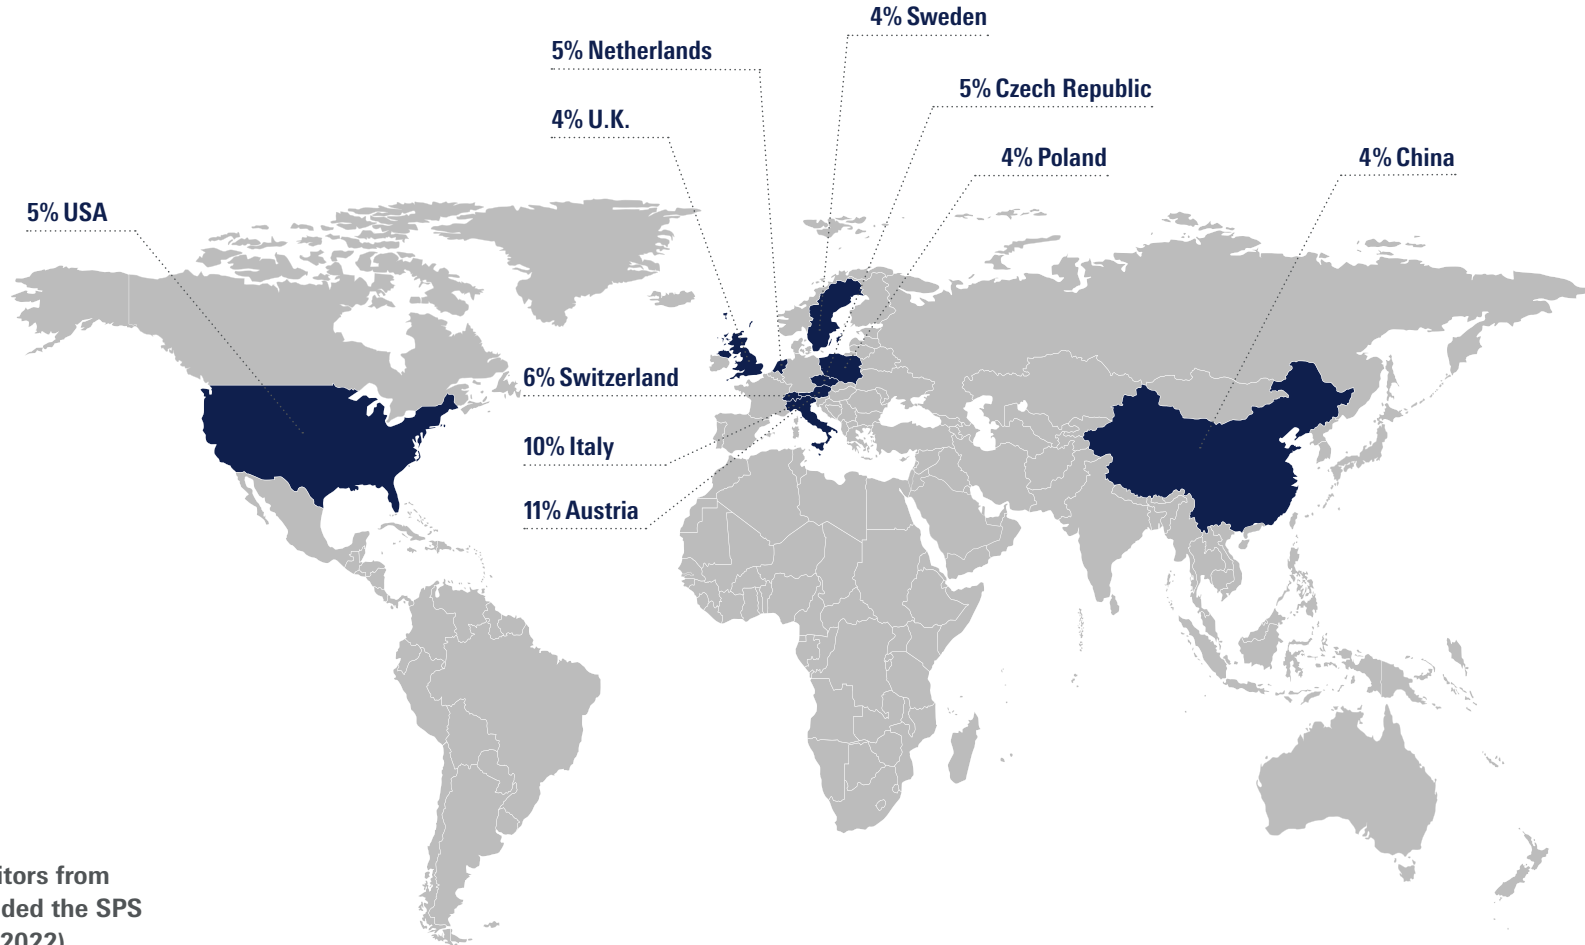 4% Sweden
5% Netherlands
5% Czech Republic
4% U.K.
4% Poland
4% China
5% USA
6% Switzerland
10% Italy
11% Austria
itors from
ded the SPS
2022)